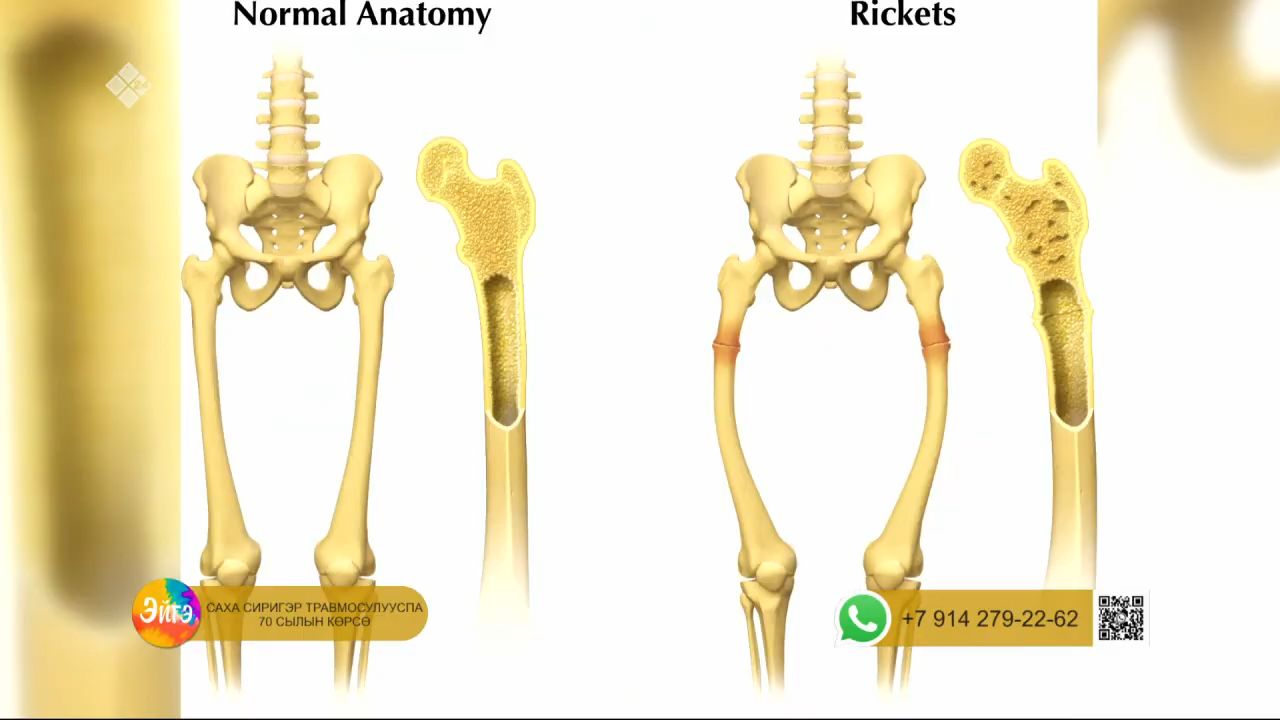 Normal Anatomy
Rickets
Эйгэ
САХА СИРИГЭР ТРАВМОСУЛУУСПА
70 СЫЛЫН КӨРСӨ
+7 914 279-22-62